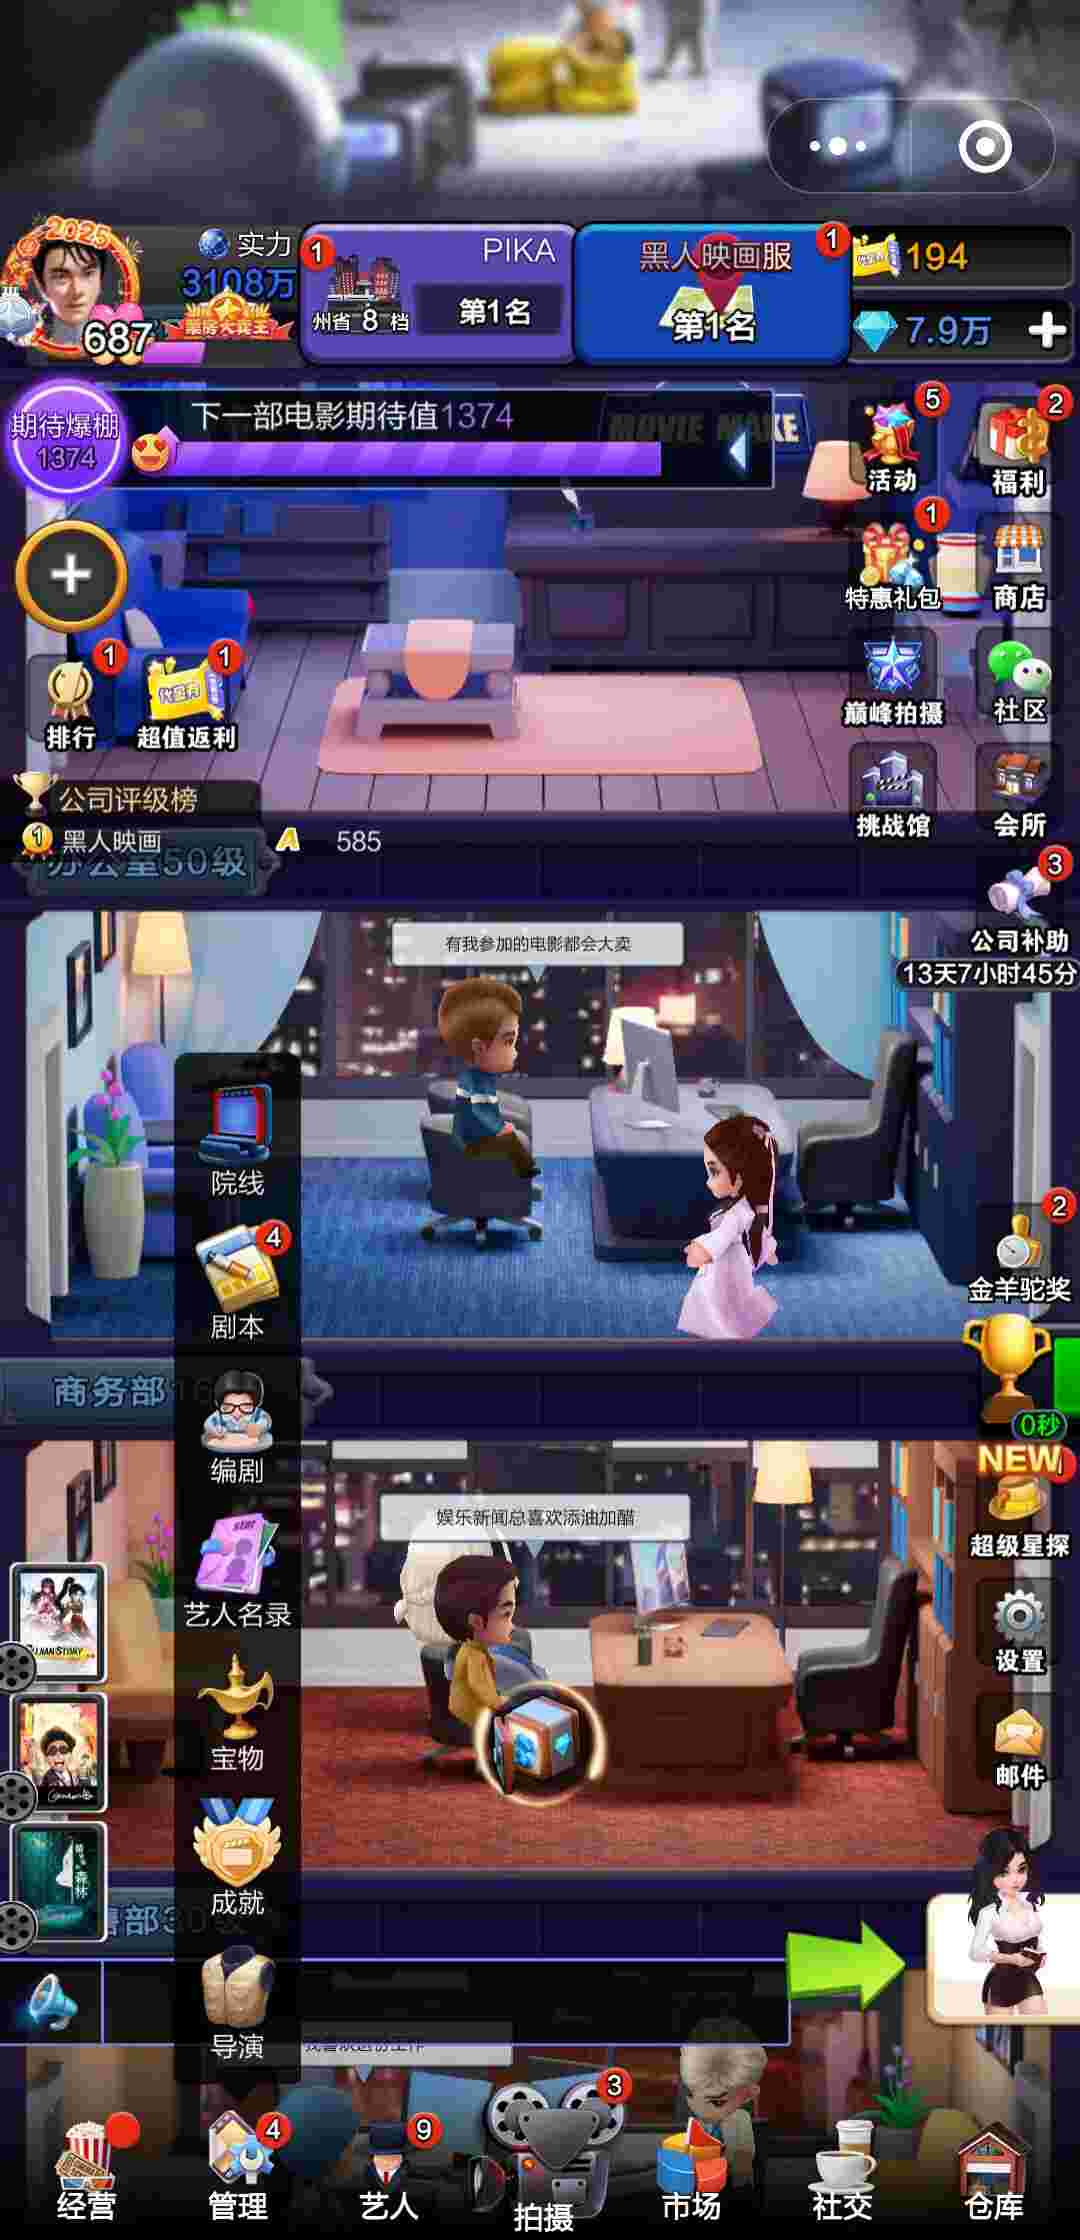 2025
实力
3108万
票房大卖王
687
1
PIKA
州省 8 档
第1名
黑人映画服
1
第1名
代金券
194
7.9万
期待爆棚
1374
下一部电影期待值1374
MOVIE MAKE
5
活动
2
福利
1
特惠礼包
商店
1
排行
1
代金券
超值返利
巅峰拍摄
社区
挑战馆
会所
公司评级榜
1
黑人映画
A
585
办公室50级
3
公司补助
13天7小时45分
有我参加的电影都会大卖
院线
4
剧本
2
金羊驼奖
商务部
0秒
编剧
NEW
超级星探
娱乐新闻总喜欢添油加醋
STAR
艺人名录
设置
宝物
邮件
森林
成就
导演
经营
4
管理
9
艺人
3
拍摄
市场
社交
仓库